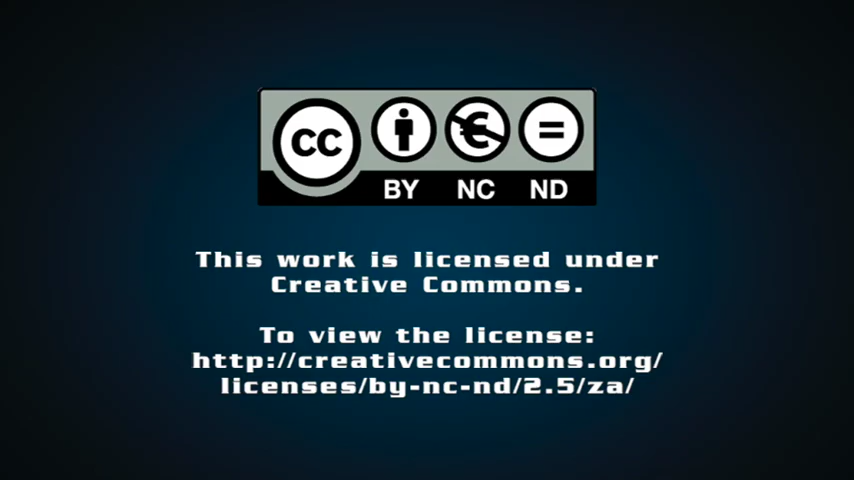 CC
BY NC ND
This work is licensed under
Creative Commons.
To view the license:
http://creativecommons.org/
licenses/by-nc-nd/2.5/za/